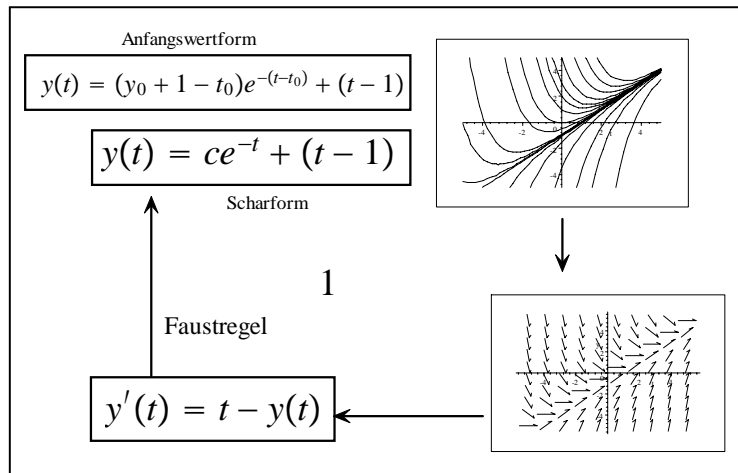 Anfangswertform
y(t) = (y₀ + 1 − t₀)e^{−(t−t₀)} + (t − 1)
y(t) = ce^{−t} + (t − 1)
Scharform
1
Faustregel
y′(t) = t − y(t)